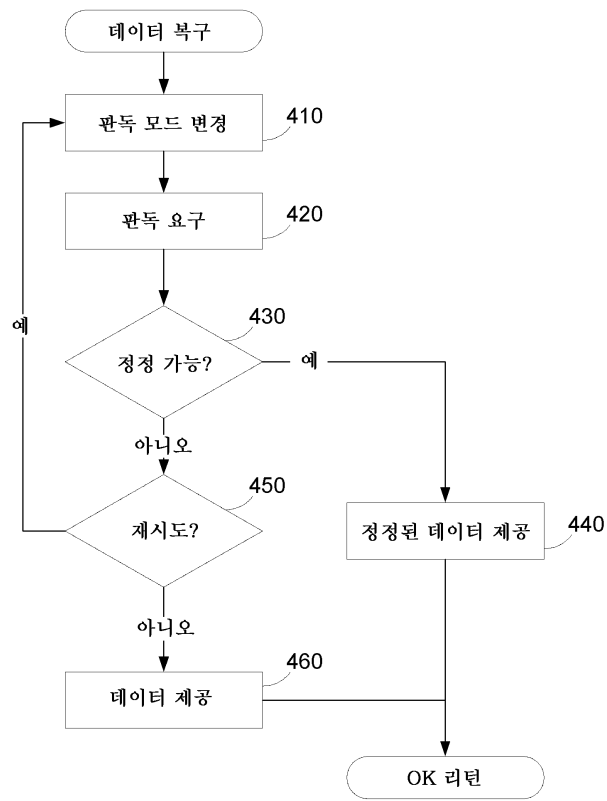 데이터 복구
판독 모드 변경
410
판독 요구
420
예
430
정정 가능?
예
아니오
450
재시도?
정정된 데이터 제공
440
아니오
460
데이터 제공
OK 리턴